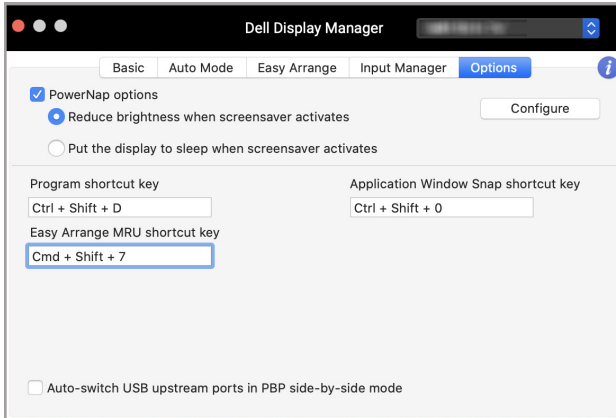 Dell Display Manager
Basic Auto Mode Easy Arrange Input Manager Options i
PowerNap options
Configure
Reduce brightness when screensaver activates
Put the display to sleep when screensaver activates
Program shortcut key Application Window Snap shortcut key
Ctrl + Shift + D Ctrl + Shift + 0
Easy Arrange MRU shortcut key
Cmd + Shift + 7
Auto-switch USB upstream ports in PBP side-by-side mode